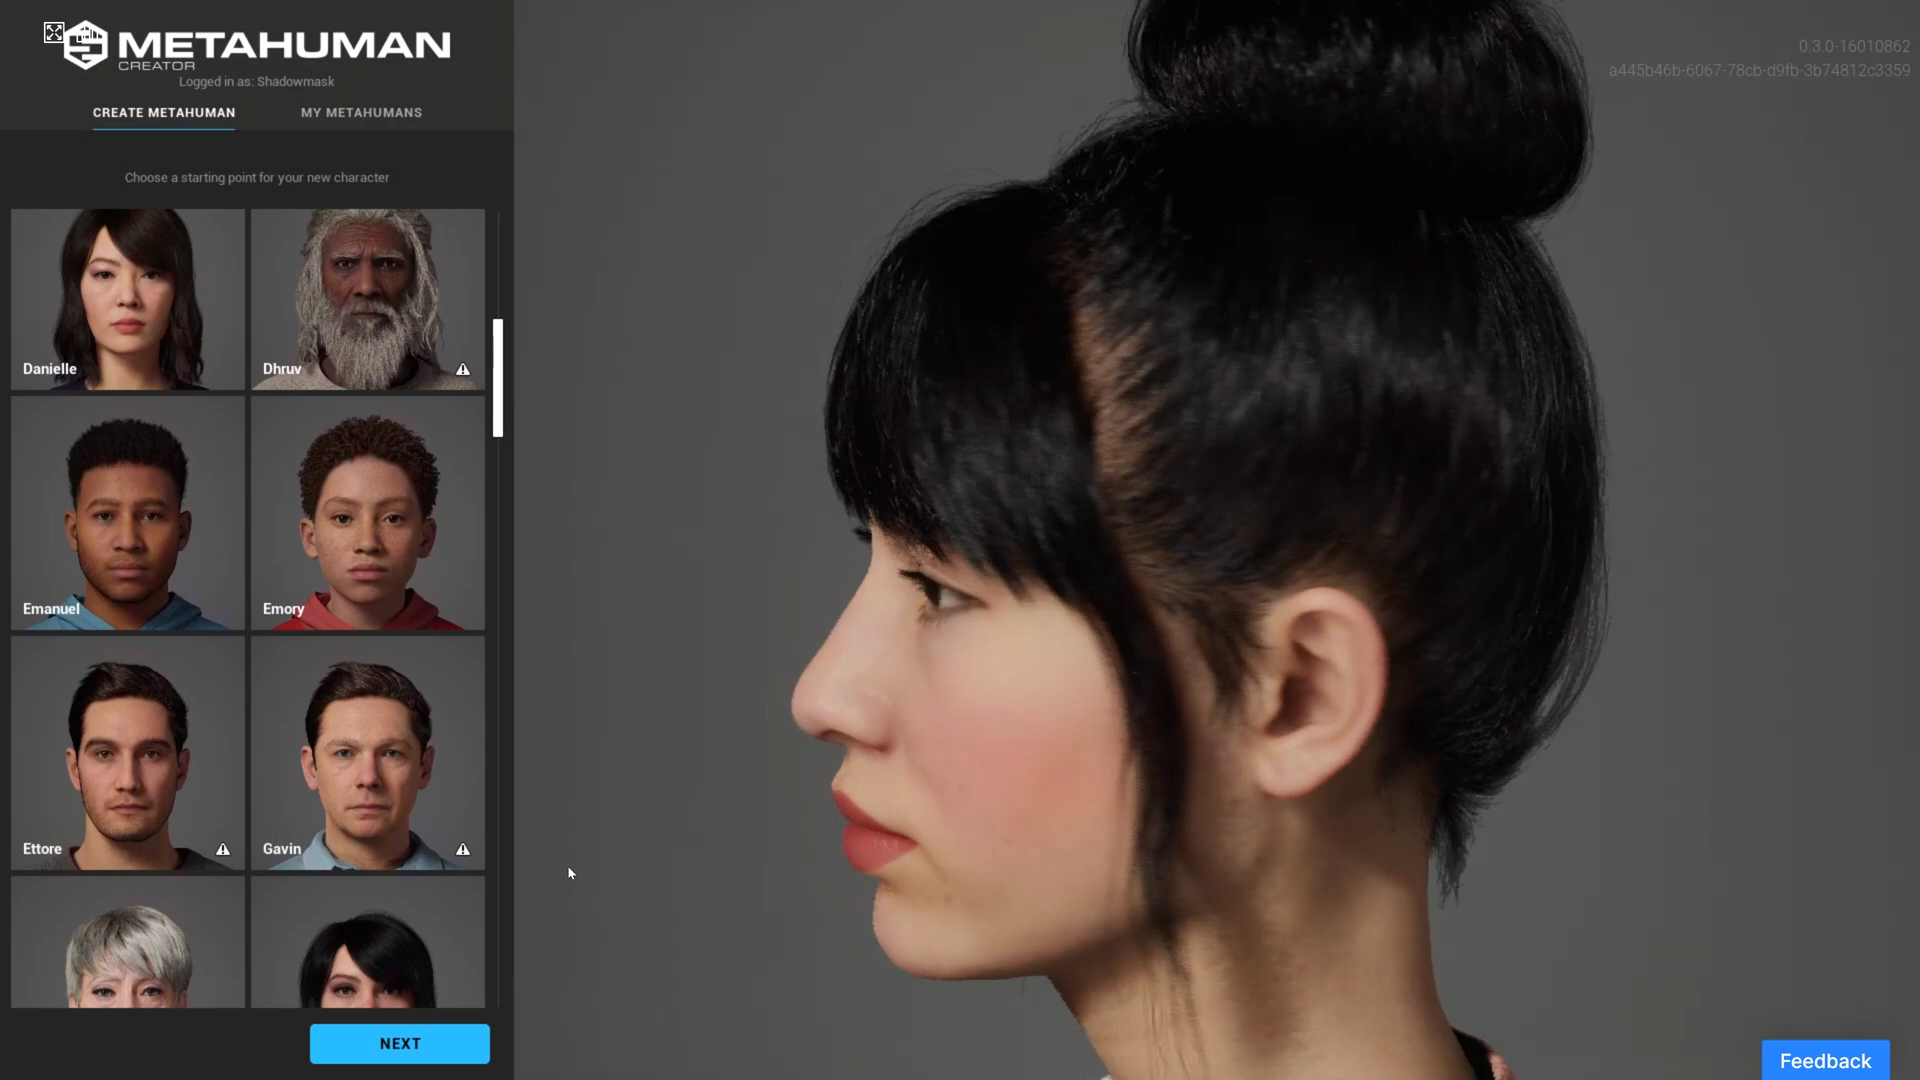 METAHUMAN
CREATOR
Logged in as: Shadowmask
CREATE METAHUMAN
MY METAHUMANS
Choose a starting point for your new character
Danielle
Dhruv
Emanuel
Emory
Ettore
Gavin
NEXT
0.3.0-16010862
a445b46b-6067-78cb-d9fb-3b74812c3359
Feedback